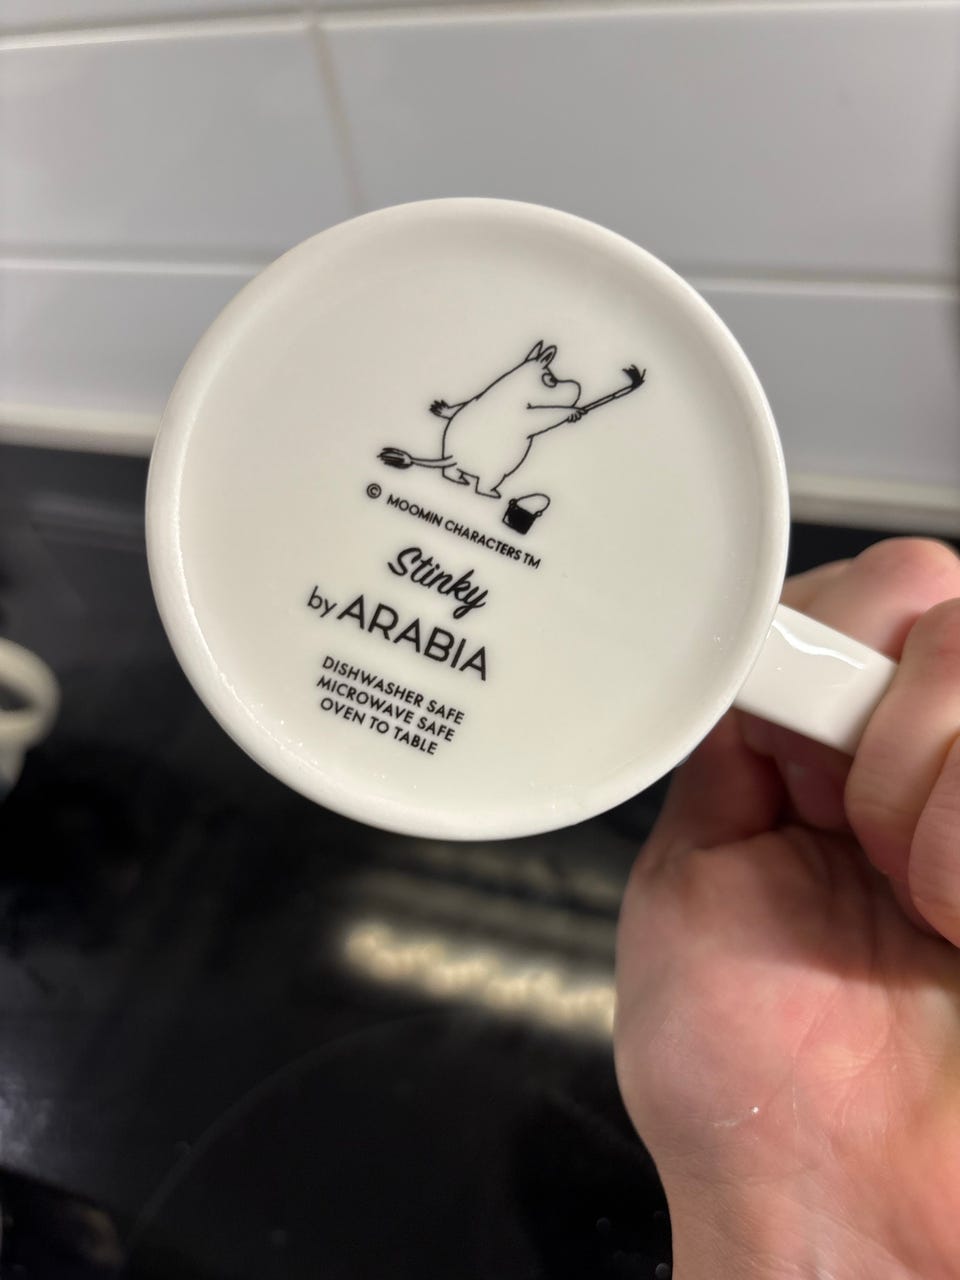 © MOOMIN CHARACTERS TM
Stinky
by ARABIA
DISHWASHER SAFE
MICROWAVE SAFE
OVEN TO TABLE